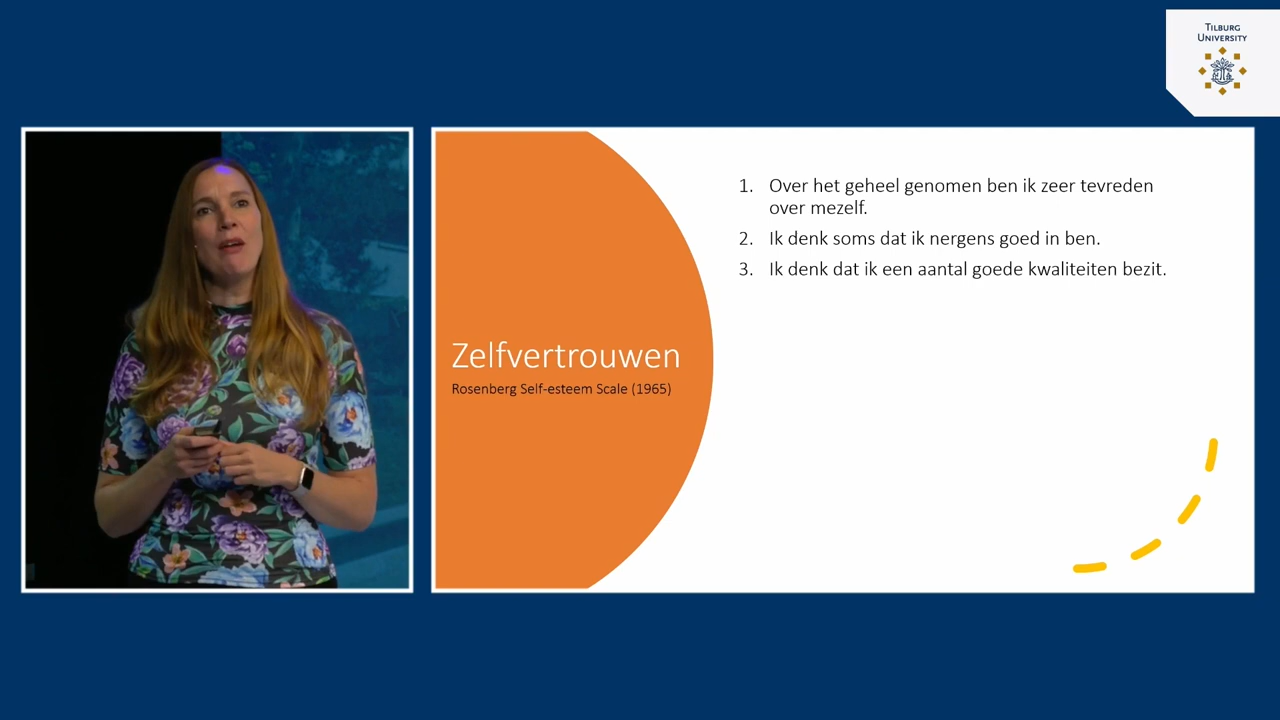 TILBURG
UNIVERSITY
Zelfvertrouwen
Rosenberg Self-esteem Scale (1965)
1. Over het geheel genomen ben ik zeer tevreden
over mezelf.
2. Ik denk soms dat ik nergens goed in ben.
3. Ik denk dat ik een aantal goede kwaliteiten bezit.